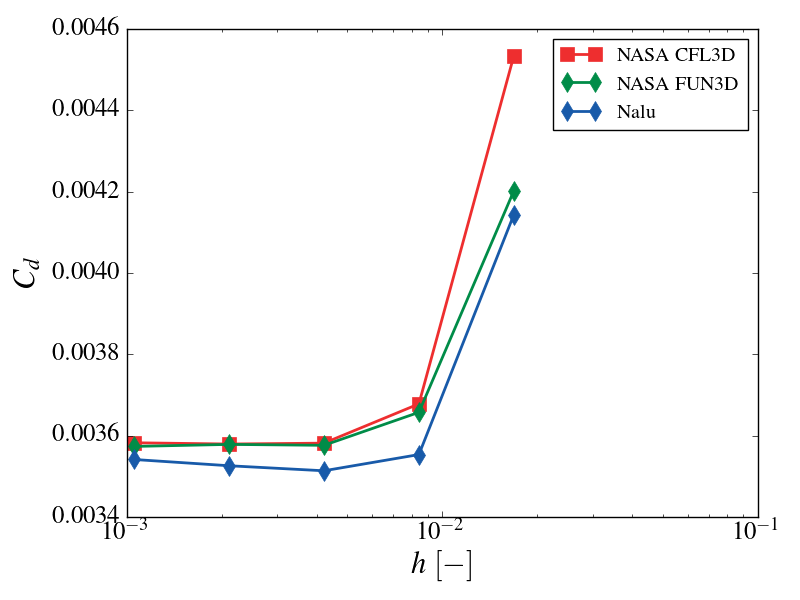 0.0046
0.0044
0.0042
0.0040
0.0038
0.0036
0.0034
C_d
10^{-3}
10^{-2}
10^{-1}
h [−]
NASA CFL3D
NASA FUN3D
Nalu